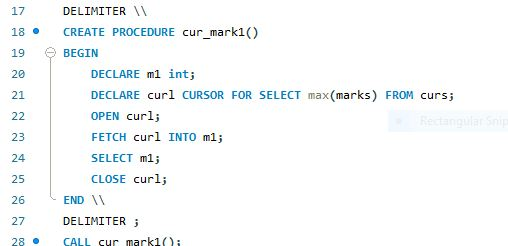 17 DELIMITER \\
18 CREATE PROCEDURE cur_mark1()
19 BEGIN
20 DECLARE m1 int;
21 DECLARE curl CURSOR FOR SELECT max(marks) FROM curs;
22 OPEN curl;
Rectangular Snip
23 FETCH curl INTO m1;
24 SELECT m1;
25 CLOSE curl;
26 END \\
27 DELIMITER ;
28 CALL cur_mark1();